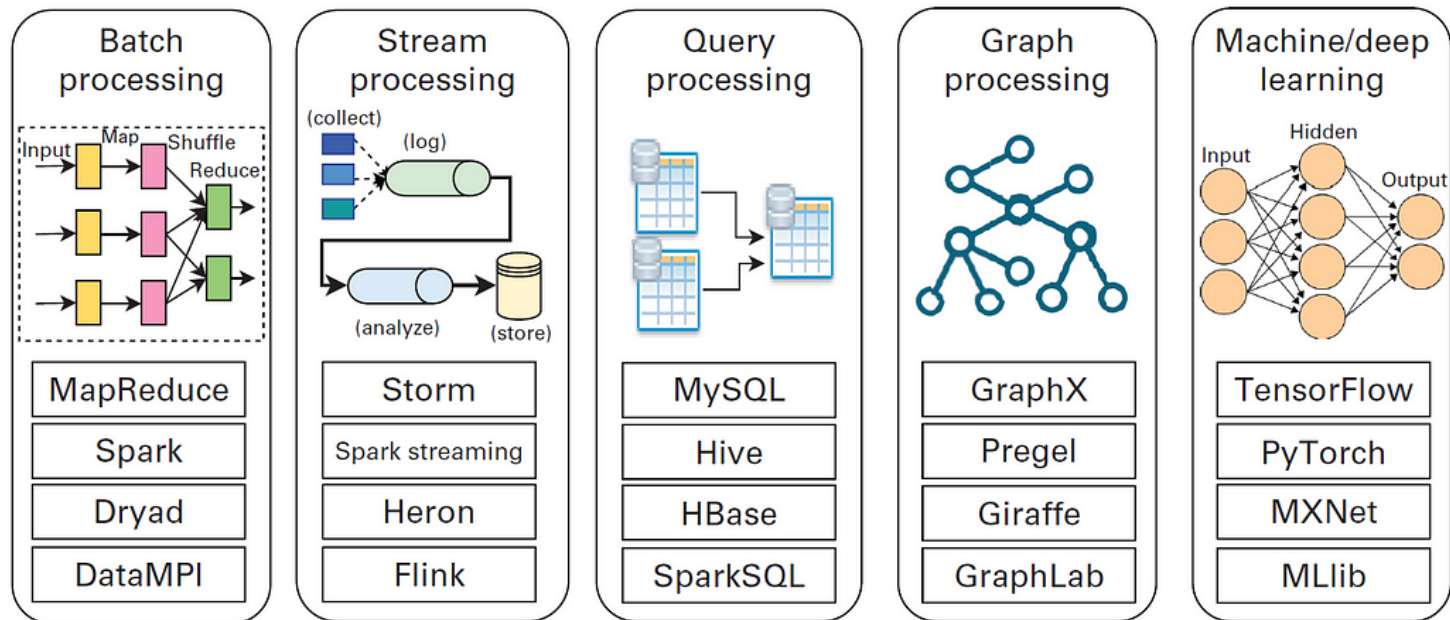 Batch
processing
Input
Map
Shuffle
Reduce
MapReduce
Spark
Dryad
DataMPI
Stream
processing
(collect)
(log)
(analyze)
(store)
Storm
Spark streaming
Heron
Flink
Query
processing
MySQL
Hive
HBase
SparkSQL
Graph
processing
GraphX
Pregel
Giraffe
GraphLab
Machine/deep
learning
Input
Hidden
Output
TensorFlow
PyTorch
MXNet
MLlib